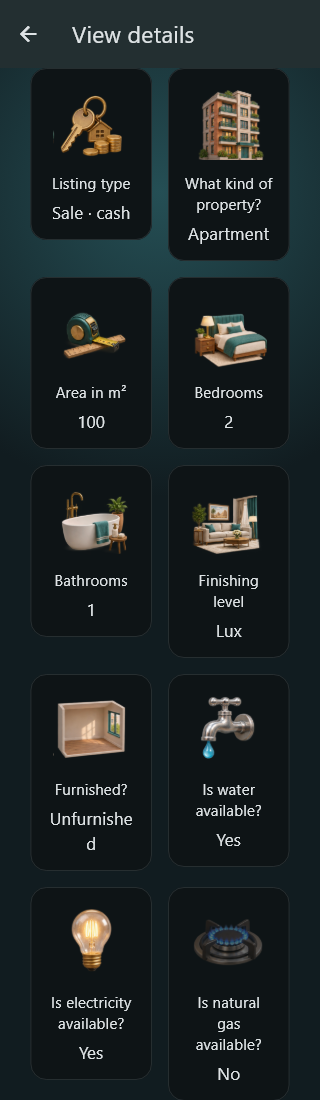 View details
Listing type
Sale · cash
What kind of
property?
Apartment
Area in m²
100
Bedrooms
2
Bathrooms
1
Finishing
level
Lux
Furnished?
Unfurnishe
d
Is water
available?
Yes
Is electricity
available?
Yes
Is natural
gas
available?
No